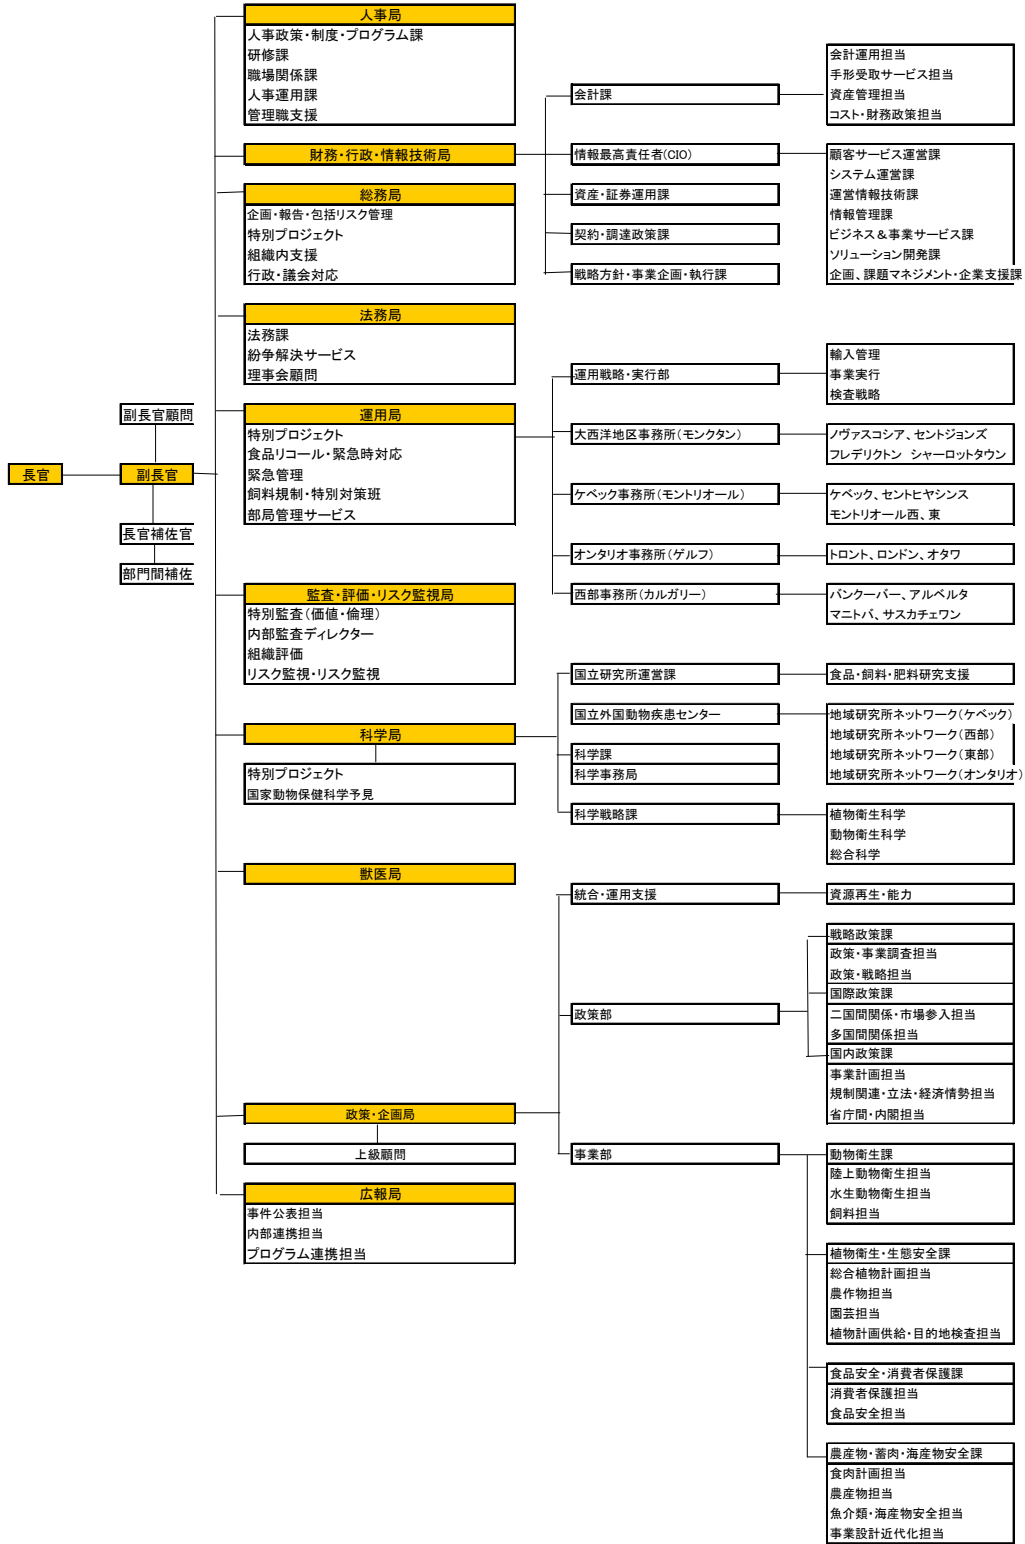 人事局
人事政策・制度・プログラム課
研修課
職場関係課
人事運用課
管理職支援
財務・行政・情報技術局
総務局
企画・報告・包括リスク管理
特別プロジェクト
組織内支援
行政・議会対応
法務局
法務課
紛争解決サービス
理事会顧問
副長官顧問
長官
副長官
長官補佐官
部門間補佐
運用局
特別プロジェクト
食品リコール・緊急時対応
緊急管理
飼料規制・特別対策班
部局管理サービス
監査・評価・リスク監視局
特別監査(価値・倫理)
内部監査ディレクター
組織評価
リスク監視・リスク監視
科学局
特別プロジェクト
国家動物保健科学予見
獣医局
政策・企画局
上級顧問
広報局
事件公表担当
内部連携担当
プログラム連携担当
会計課
情報最高責任者(CIO)
資産・証券運用課
契約・調達政策課
戦略方針・事業企画・執行課
運用戦略・実行部
大西洋地区事務所(モンクタン)
ケベック事務所(モントリオール)
オンタリオ事務所(ゲルフ)
西部事務所(カルガリー)
国立研究所運営課
国立外国動物疾患センター
科学課
科学事務局
科学戦略課
統合・運用支援
政策部
事業部
会計運用担当
手形受取サービス担当
資産管理担当
コスト・財務政策担当
顧客サービス運営課
システム運営課
運営情報技術課
情報管理課
ビジネス&事業サービス課
ソリューション開発課
企画、課題マネジメント・企業支援課
輸入管理
事業実行
検査戦略
ノヴァスコシア、セントジョンズ
フレデリクトン シャーロットタウン
ケベック、セントヒヤシンス
モントリオール西、東
トロント、ロンドン、オタワ
バンクーバー、アルベルタ
マニトバ、サスカチェワン
食品・飼料・肥料研究支援
地域研究所ネットワーク(ケベック)
地域研究所ネットワーク(西部)
地域研究所ネットワーク(東部)
地域研究所ネットワーク(オンタリオ)
植物衛生科学
動物衛生科学
総合科学
資源再生・能力
戦略政策課
政策・事業調査担当
政策・戦略担当
国際政策課
二国間関係・市場参入担当
多国間関係担当
国内政策課
事業計画担当
規制関連・立法・経済情勢担当
省庁間・内閣担当
動物衛生課
陸上動物衛生担当
水生動物衛生担当
飼料担当
植物衛生・生態安全課
総合植物計画担当
農作物担当
園芸担当
植物計画供給・目的地検査担当
食品安全・消費者保護課
消費者保護担当
食品安全担当
農産物・蓄肉・海産物安全課
食肉計画担当
農産物担当
魚介類・海産物安全担当
事業設計近代化担当